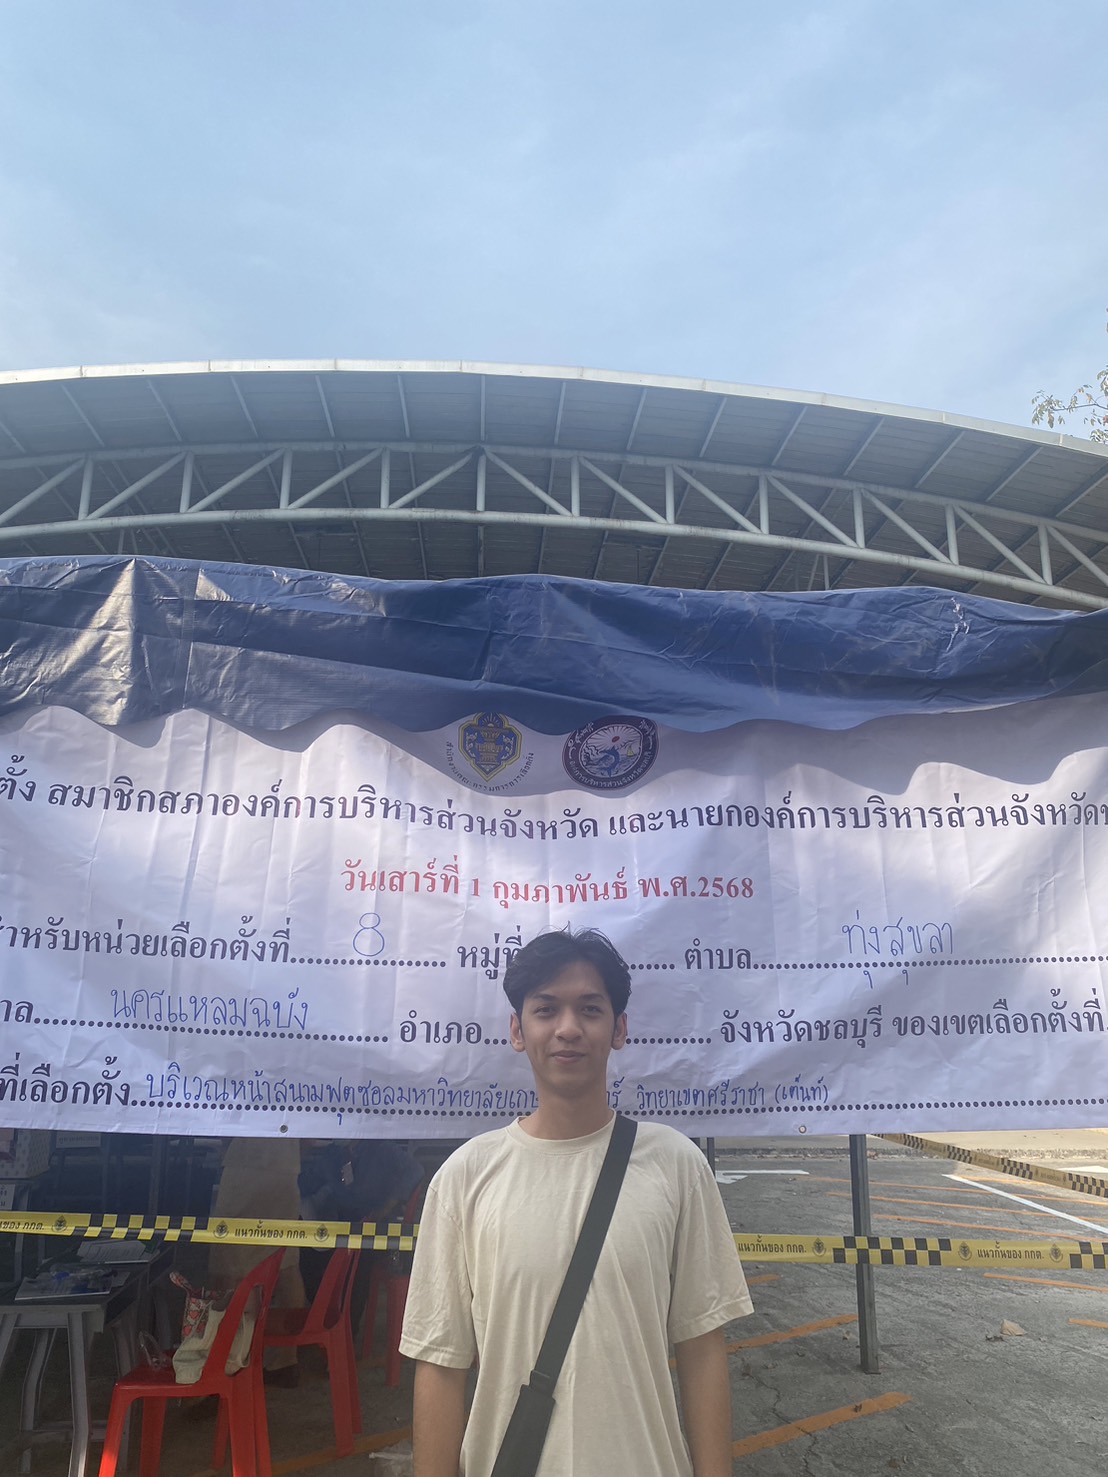 ตั้ง สมาชิกสภาองค์การบริหารส่วนจังหวัด และนายกองค์การบริหารส่วนจังหวัด
วันเสาร์ที่ 1 กุมภาพันธ์ พ.ศ.2568
หรับหน่วยเลือกตั้งที่ 8 หมู่ที่ ตำบล ทุ่งสุขลา
าล นครแหลมฉบัง อำเภอ จังหวัดชลบุรี ของเขตเลือกตั้งที่
ที่เลือกตั้ง บริเวณหน้าสนามฟุตซอลมหาวิทยาลัยเกษ ร์ วิทยาเขตศรีราชา (เต็นท์)
ของ กกต. แนวกั้นของ กกต. แนวกั้นของ กกต. แนวกั้นของ กกต.